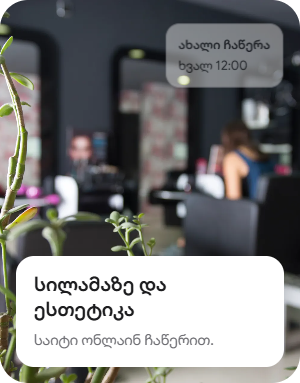 ახალი ჩაწერა
ხვალ 12:00
სილამაზე და
ესთეტიკა
საიტი ონლაინ ჩაწერით.